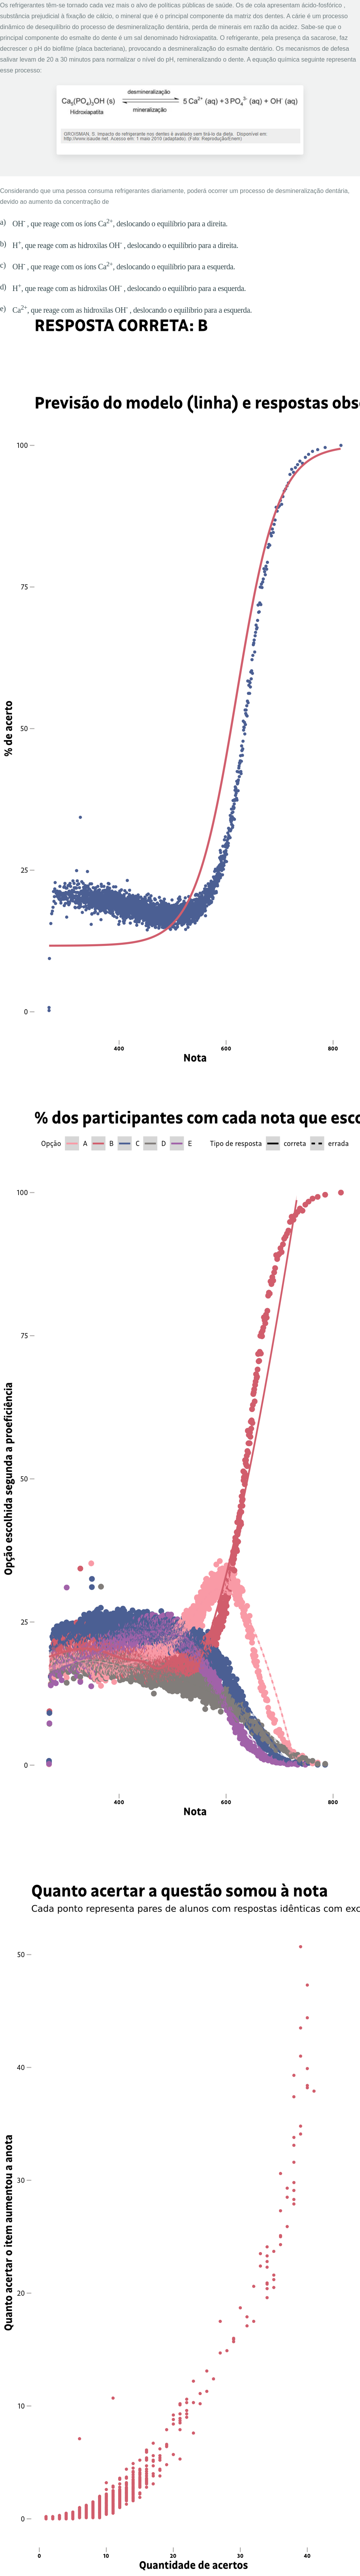 Os refrigerantes têm-se tornado cada vez mais o alvo de políticas públicas de saúde. Os de cola apresentam ácido-fosfórico ,
substância prejudicial à fixação de cálcio, o mineral que é o principal componente da matriz dos dentes. A cárie é um processo
dinâmico de desequilíbrio do processo de desmineralização dentária, perda de minerais em razão da acidez. Sabe-se que o
principal componente do esmalte do dente é um sal denominado hidroxiapatita. O refrigerante, pela presença da sacarose, faz
decrescer o pH do biofilme (placa bacteriana), provocando a desmineralização do esmalte dentário. Os mecanismos de defesa
salivar levam de 20 a 30 minutos para normalizar o nível do pH, remineralizando o dente. A equação química seguinte representa
esse processo:
desmineralização
Ca₅(PO₄)₃OH (s) 5 Ca²⁺ (aq) + 3 PO₄³⁻ (aq) + OH⁻ (aq)
mineralização
Hidroxiapatita
GROISMAN, S. Impacto do refrigerante nos dentes é avaliado sem tirá-lo da dieta. Disponível em:
http://www.isaude.net. Acesso em: 1 maio 2010 (adaptado). (Foto: Reprodução/Enem)
Considerando que uma pessoa consuma refrigerantes diariamente, poderá ocorrer um processo de desmineralização dentária,
devido ao aumento da concentração de
a) OH⁻, que reage com os íons Ca²⁺, deslocando o equilíbrio para a direita.
b) H⁺, que reage com as hidroxilas OH⁻ , deslocando o equilíbrio para a direita.
c) OH⁻ , que reage com os íons Ca²⁺, deslocando o equilíbrio para a esquerda.
d) H⁺, que reage com as hidroxilas OH⁻ , deslocando o equilíbrio para a esquerda.
e) Ca²⁺, que reage com as hidroxilas OH⁻ , deslocando o equilíbrio para a esquerda.
RESPOSTA CORRETA: B
Previsão do modelo (linha) e respostas obs
100
75
50
25
0
% de acerto
400 600 800
Nota
% dos participantes com cada nota que esco
Opção A B C D E Tipo de resposta correta errada
100
75
50
25
0
Opção escolhida segunda a proeficiência
400 600 800
Nota
Quanto acertar a questão somou à nota
Cada ponto representa pares de alunos com respostas idênticas com exc
50
40
30
20
10
0
Quanto acertar o item aumentou a anota
0 10 20 30 40
Quantidade de acertos